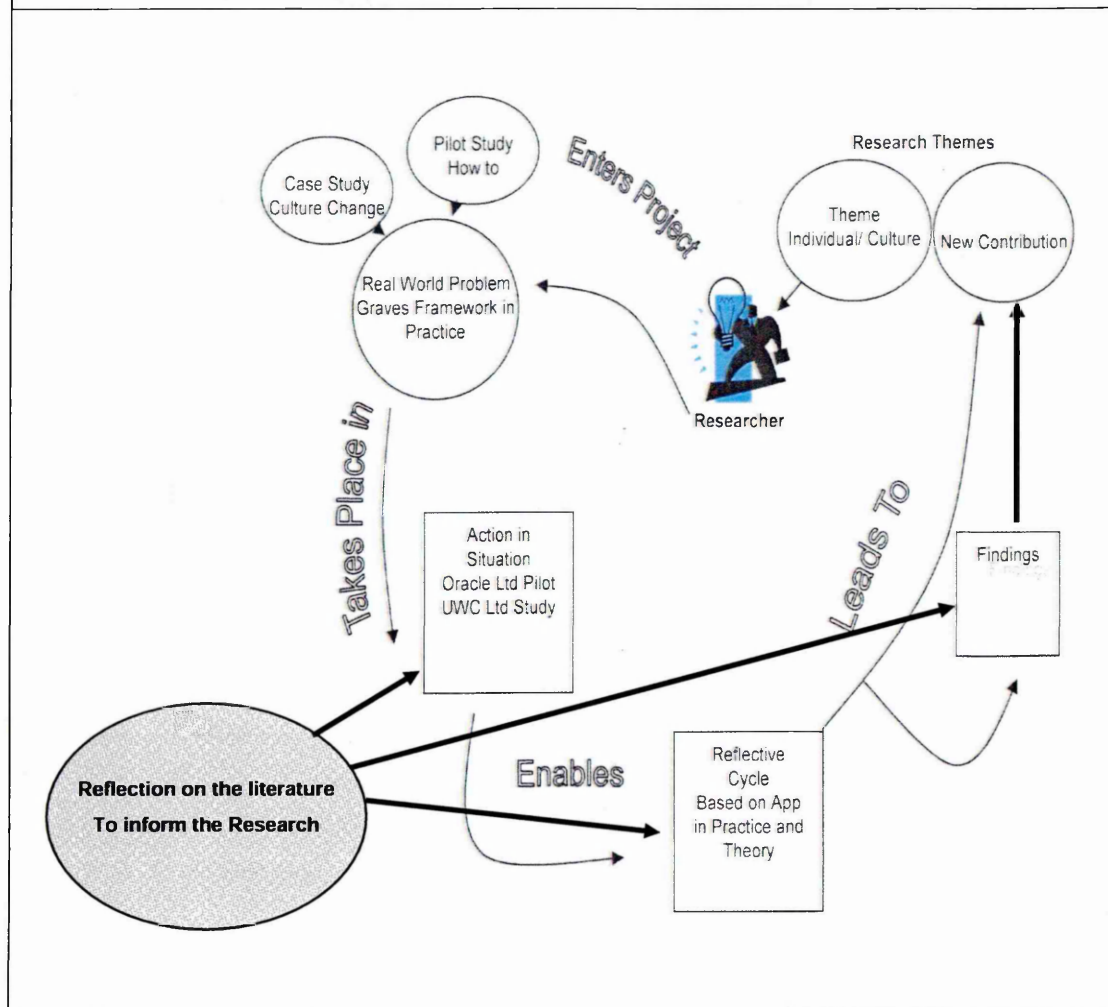 Pilot Study
How to
Case Study
Culture Change
Enters Project
Research Themes
Theme
Individual/ Culture
New Contribution
Real World Problem
Graves Framework in
Practice
Researcher
Takes Place in
Action in
Situation
Oracle Ltd Pilot
UWC Ltd Study
Leads To
Findings
Reflection on the literature
To inform the Research
Enables
Reflective
Cycle
Based on App
in Practice and
Theory